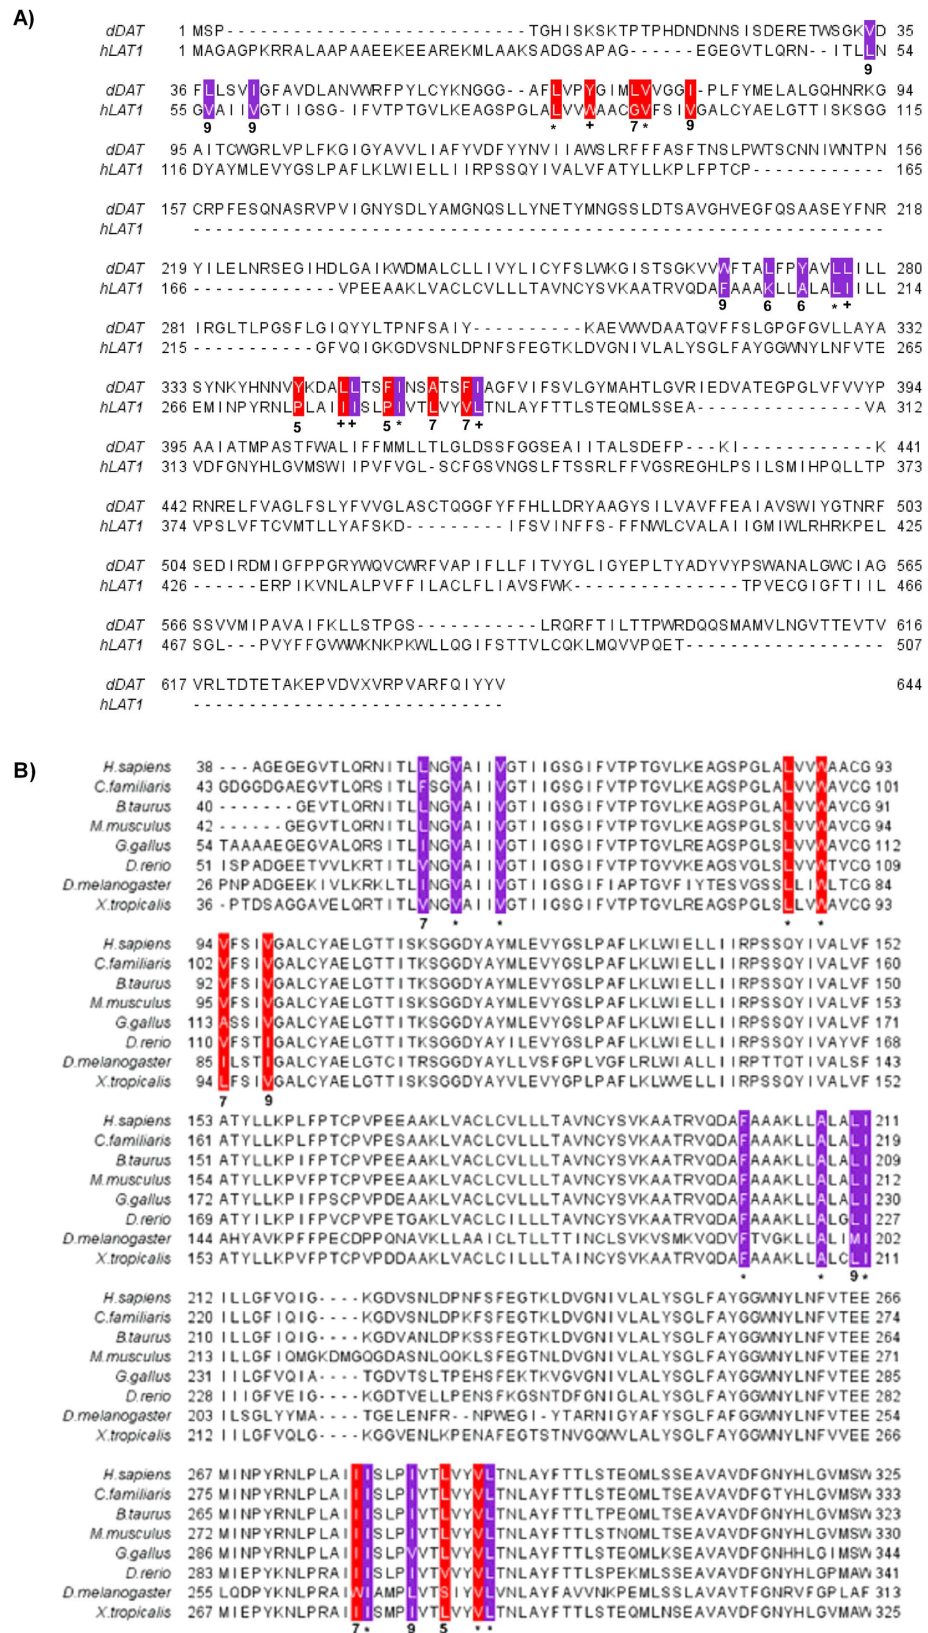 A)
dDAT 1 MSP-------------------------TGHISKSKTPTPHDNDNNSISDERETWSGKVD 35
hLAT1 1 MAGAGPKRRALAAPAAEEKEEAREKMLAAKSADGSAPAG------EGEGVTLQRN--ITLLN 54
9
dDAT 36 FLLSVIGFAVDLANVWRFPYLCYKNGGG--AFLVPYGIMLVVGGI-PLFYMELALGQHNRKG 94
hLAT1 55 GVAIIVGTIIGSG-IFVTPTGVLKEAGSPGLALVVWAACGVFSIVGALCYAELGTTISKSGG 115
9 9 * + 7 * 9
dDAT 95 AITCWGRLVPLFKGIGYAVVLIAFYVDFYYNVIIAWSLRFFFASFTNSLPWTSCNNIWNTPN 156
hLAT1 116 DYAYMLEVYGSLPAFLKLWIELLIIRPSSQYIVALVFATYLLKPLFPTCP------------ 165
dDAT 157 CRPFESQNASRVPVIGNYSDLYAMGNQSLLYNETYMNGSSLDTSAVGHVEGFQSAASEYFNR 218
hLAT1 --------------------------------------------------------------
dDAT 219 YILELNRSEGIHDLGAIKWDMALCLLIVYLICYFSLWKGISTSGKVVWFTALFPYAVLLILL 280
hLAT1 166 -------------VPEEAAKLVACLCVLLLTAVNCYSVKAATRVQDAFAAAKLLALALIILL 214
9 6 6 * +
dDAT 281 IRGLTLPGSFLGIQYYLTPNFSAIY----------KAEVWVDAATQVFFSLGPGFGVLLAYA 332
hLAT1 215 -----------GFVQIGKGDVSNLDPNFSFEGTKLDVGNIVLALYSGLFAYGGWNYLNFVTE 265
dDAT 333 SYNKYHNNVYKDALLTSFINSATSFIAGFVIFSVLGYMAHTLGVRIEDVATEGPGLVFVVYP 394
hLAT1 266 EMINPYRNLPLAIIISLPIVTLVYVLTNLAYFTTLSTEQMLSSEA---------------VA 312
5 + + 5 * 7 7 +
dDAT 395 AAIATMPASTFWALIFFMMLLTLGLDSSFGGSEAIITALSDEFP----KI------------K 441
hLAT1 313 VDFGNYHLGVMSWIIPVFVGL-SCFGSVNGSLFTSSRLFFVGSREGHLPSILSMIHPQLLTP 373
dDAT 442 RNRELFVAGLFSLYFVVGLASCTQGGFYFFHLLDRYAAGYSILVAVFFEAIAVSWIYGTNRF 503
hLAT1 374 VPSLVFTCVMTLLYAFSKD---------IFSVINFFS-FFNWLCVALAIIGMIWLRHRKPEL 425
dDAT 504 SEDIRDMIGFPPGRYWQVCWRFVAPIFLLFITVYGLIGYEPLTYADYVYPSWANALGWCIAG 565
hLAT1 426 ------ERPIKVNLALPVFFILACLFLIAVSFWK---------------TPVECGIGFTIIL 466
dDAT 566 SSVVMIPAVAIFKLLSTPGS----------LRQRFTILTTPWRDQQSMAMVLNGVTTEVTV 616
hLAT1 467 SGL---PVYFFGVWWKNKPKWLLQGIFSTTVLCQKLMQVVPQET------------------ 507
dDAT 617 VRLTDTETAKEPVDVXVRPVARFQIYYV 644
hLAT1 ----------------------------
B)
H.sapiens 38 ---AGEGEGVTLQRNITLLNGVAIIVGTIIGSGIFVTPTGVLKEAGSPGLALVVWAACG 93
C.familiaris 43 GDGGDGAEGVTLQRSITLFSGVAIIVGTIIGSGIFVTPTGVLKEAGSPGLALVVWAVCG 101
B.taurus 40 -------GEVTLQRNITLLNGVAIIVGTIIGSGIFVTPTGVLKEAGSPGLALVVWAVCG 91
M.musculus 42 ------GEGVTLQRNITLLNGVAIIVGTIIGSGIFVTPTGVLKEAGSPGLSLVVWAVCG 94
G.gallus 54 TAAAAEGEGVALQRSITLINGVAIIVGTIIGSGIFVTPTGVLREAGSPGLSLVVWAVCG 112
D.rerio 51 ISPADGEETVVLKRTITLVNGVAIIVGTIIGSGIFVTPTGVVKEAGSVGLSLVVWTVCG 109
D.melanogaster 26 PNPADGEEKIVLKRKLTLINGVAIIVGTIIGSGIFIAPTGVFIYTESVGSSLLIWLTCG 84
X.tropicalis 36 -PTDSAGGAVELQRTITLVNGVAIIVGTIIGSGIFVTPTGVLREAGSPGLSLIVWAVCG 93
7 * * * *
H.sapiens 94 VFSIVGALCYAELGTTISKSGGDYAYMLEVYGSLPAFLKLWIELLIIRPSSQYIVALVF 152
C.familiaris 102 VFSIVGALCYAELGTTITKSGGDYAYMLEVYGSLPAFLKLWIELLIIRPSSQYIVALVF 160
B.taurus 92 VFSIVGALCYAELGTTITKSGGDYAYMLEVYGSLPAFLKLWIELLIIRPSSQYIVALVF 150
M.musculus 95 VFSIVGALCYAELGTTISKSGGDYAYMLEVYGSLPAFLKLWIELLIIRPSSQYIVALVF 153
G.gallus 113 ASSIVGALCYAELGTTITKSGGDYAYMLEVYGSLPAFLKLWIELLIIRPSSQYIVALVF 171
D.rerio 110 VFSTIGALCYAELGTTITKSGGDYAYILEVYGSLPAFLKLWIELLIIRPSSQYIVAYVF 168
D.melanogaster 85 ILSTIGALCYAELGTCITRSGGDYAYLLVSFGPLVGFLRLWIALLIIRPTTQTIVALSF 143
X.tropicalis 94 LFSIVGALCYAELGTTISKSGGDYAYVLEVYGPLPAFLKLWVELLIIRPSSQYIVALVF 152
7 9
H.sapiens 153 ATYLLKPLFPTCPVPEEAAKLVACLCVLLLTAVNCYSVKAATRVQDAFAAAKLLALALI 211
C.familiaris 161 ATYLLKPLFPTCPVPEEAAKLVACLCVLLLTAVNCYSVKAATRVQDAFAAAKLLALALI 219
B.taurus 151 ATYLLKPIFPTCPVPEEAAKLVACLCVLLLTAVNCYSVKAATRVQDAFAAAKLLALALI 209
M.musculus 154 ATYLLKPVFPTCPVPEEAAKLVACLCVLLLTAVNCYSVKAATRVQDAFAAAKLLALALI 212
G.gallus 172 ATYLLKPIFPSCPVPDEAAKLVACLCVLLLTAVNCYSVKAATRVQDAFAAAKLLALALI 230
D.rerio 169 ATYILKPIFPVCPVPETGAKLVACLCILLLTAVNCYSVKAATRVQDAFAAAKLLALGLI 227
D.melanogaster 144 AHYAVKPFFPECDPPQNAVKLLAAICLTLLTTINCLSVKVSMKVQDVFTVGKLLALIMI 202
X.tropicalis 153 ATYLLKPVFPTCPVPDDAAKLVACLCILLLTAINCYSVKAATRVQDAFAAAKLLALCLI 211
* * 9 *
H.sapiens 212 ILLGFVQIG----KGDVSNLDPNFSFEGTKLDVGNIVLALYSGLFAYGGWNYLNFVTEE 266
C.familiaris 220 ILLGFIQIG----KGDVSNLDPKFSFEGTKLDVGNIVLALYSGLFAYGGWNYLNFVTEE 274
B.taurus 210 ILLGFIQIG----KGDVANLDPKSSFEGTKLDVGNIVLALYSGLFAYGGWNYLNFVTEE 264
M.musculus 213 ILLGFIQMGKDMGQGDASNLQQKLSFEGTNLDVGNIVLALYSGLFAYGGWNYLNFVTEE 271
G.gallus 231 IILGFVQIA----TGDVTSLTPEHSFEKTKVGVGNIVLALYSGLFAYGGWNYLNFVTEE 285
D.rerio 228 IIIGFVEIG----KGDTVELLPENSFKGSNTDFGNIGLALYSGLFAYGGWNYLNFVTEE 282
D.melanogaster 203 ILSGLYYMA----TGELENFR--NPWEGI-YTARNIGYAFYSGLFAFGGWNYLNFVTEE 254
X.tropicalis 212 IILGFVQLG----KGGVENLKPENAFEGTSTNVGQWVLALYSGLFAYGGWNYLNFVVEE 266
H.sapiens 267 MINPYRNLPLAIIISLPIVTLVYVLTNLAYFTTLSTEQMLSSEAVAVDFGNYHLGVMSW 325
C.familiaris 275 MINPYRNLPLAIIISLPIVTLVYVLTNLAYFTTLSTEQMLTSEAVAVDFGTYHLGVMSW 333
B.taurus 265 MINPYRNLPLAIIISLPIVTLVYVLTNLAYFTTLTPEQMLSSEAVAVDFGNYHLGVMSW 323
M.musculus 272 MINPYRNLPLAIIISLPIVTLVYVLTNLAYFTTLSTNQMLTSEAVAVDFGNYHLGVMSW 330
G.gallus 286 MINPYRNLPLAIIISLPVVTLVYVLTNLAYFTTLSTEQMLKSEAVAVDFGNHHLGIMSW 344
D.rerio 283 MIEPYKNLPRAIIISLPIVTVVYVLTNLAYFTTLSPEKMLSSEAVAVDFGNYHLGPMAW 341
D.melanogaster 255 LQDPYKNLPRAIWIAMPLVTSIYVLVNLAYFAVVNKPEMLSSLAVAVTFGNRVFGPLAF 313
X.tropicalis 267 MIEPYKNLPRAIIISMPIVTLVYVLTNLAYFTTLSTEQMLNSEAVAVDFGNYHLGVMAW 325
7 * 9 5 * *